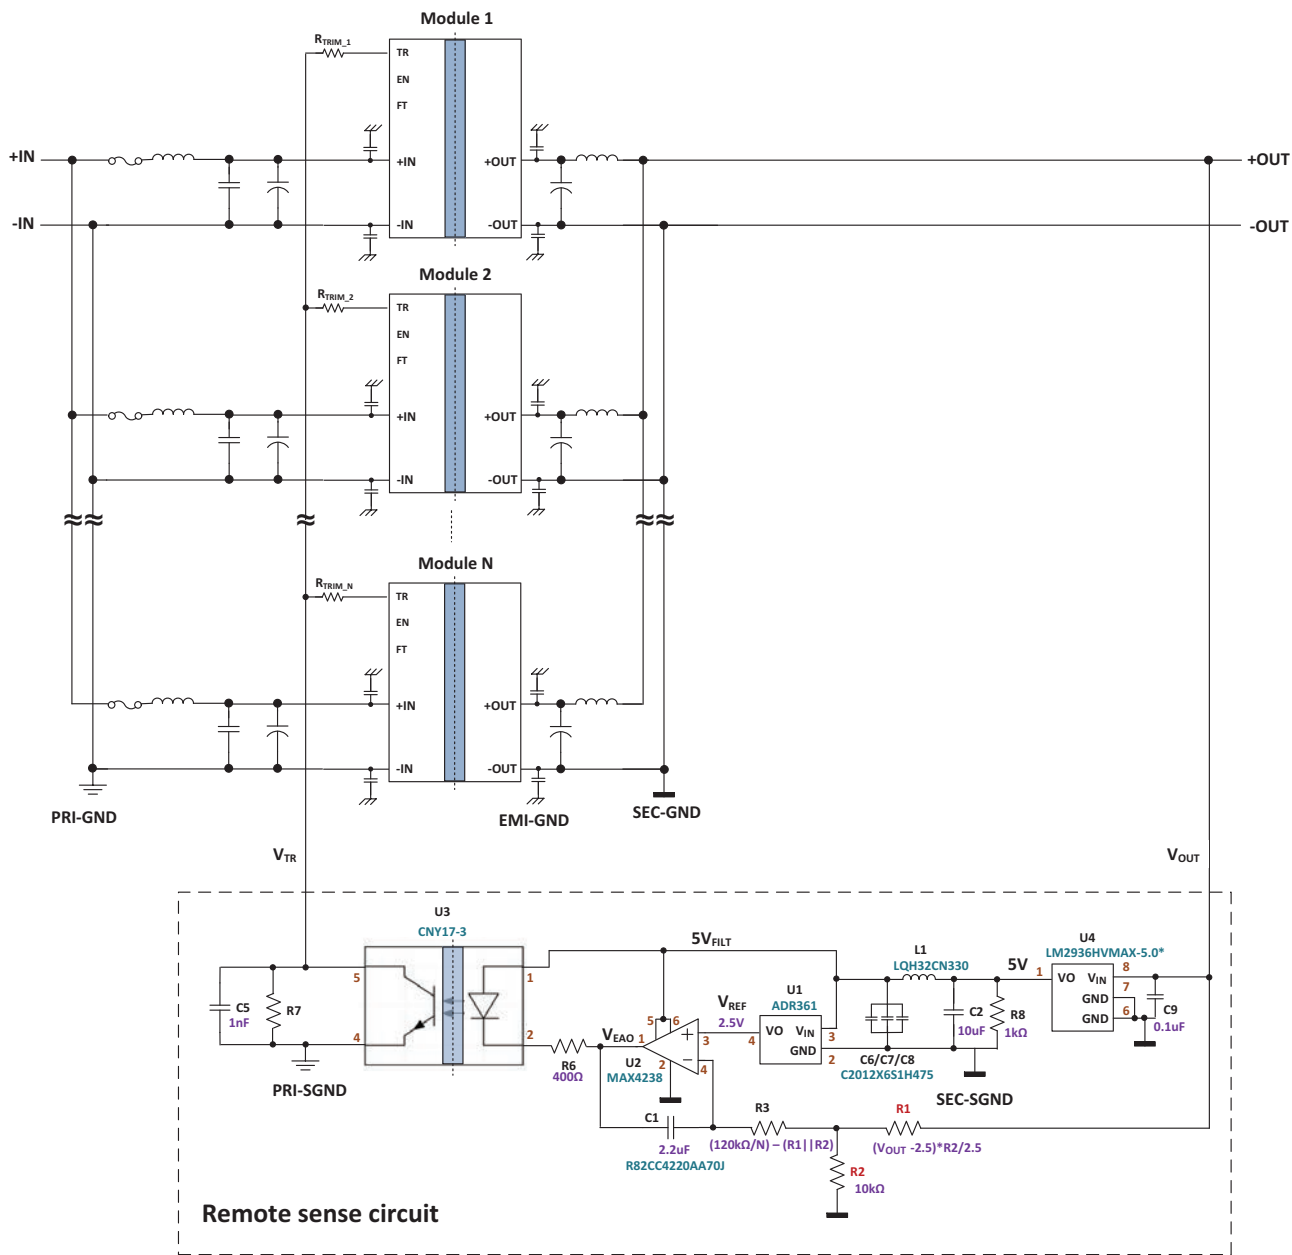 Module 1
RTRIM_1
TR
EN
FT
+IN
+IN
+OUT
+OUT
-IN
-IN
-OUT
-OUT
Module 2
RTRIM_2
TR
EN
FT
+IN
+OUT
-IN
-OUT
Module N
RTRIM_N
TR
EN
FT
+IN
+OUT
-IN
-OUT
PRI-GND
EMI-GND
SEC-GND
VTR
VOUT
U3
CNY17-3
5VFILT
L1
LQH32CN330
5V
U4
LM2936HVMAX-5.0*
5
1
1
VO
VIN
8
GND
7
GND
6
C9
0.1uF
C5
1nF
R7
VREF
2.5V
U1
ADR361
VO
VIN
4
3
GND
2
C2
10uF
R8
1kΩ
C6/C7/C8
C2012X6S1H475
4
2
VEAO
1
5
6
3
2
4
U2
MAX4238
R6
400Ω
PRI-SGND
SEC-SGND
C1
2.2uF
R82CC4220AA70J
R3
(120kΩ/N) – (R1||R2)
R1
(VOUT -2.5)*R2/2.5
R2
10kΩ
Remote sense circuit